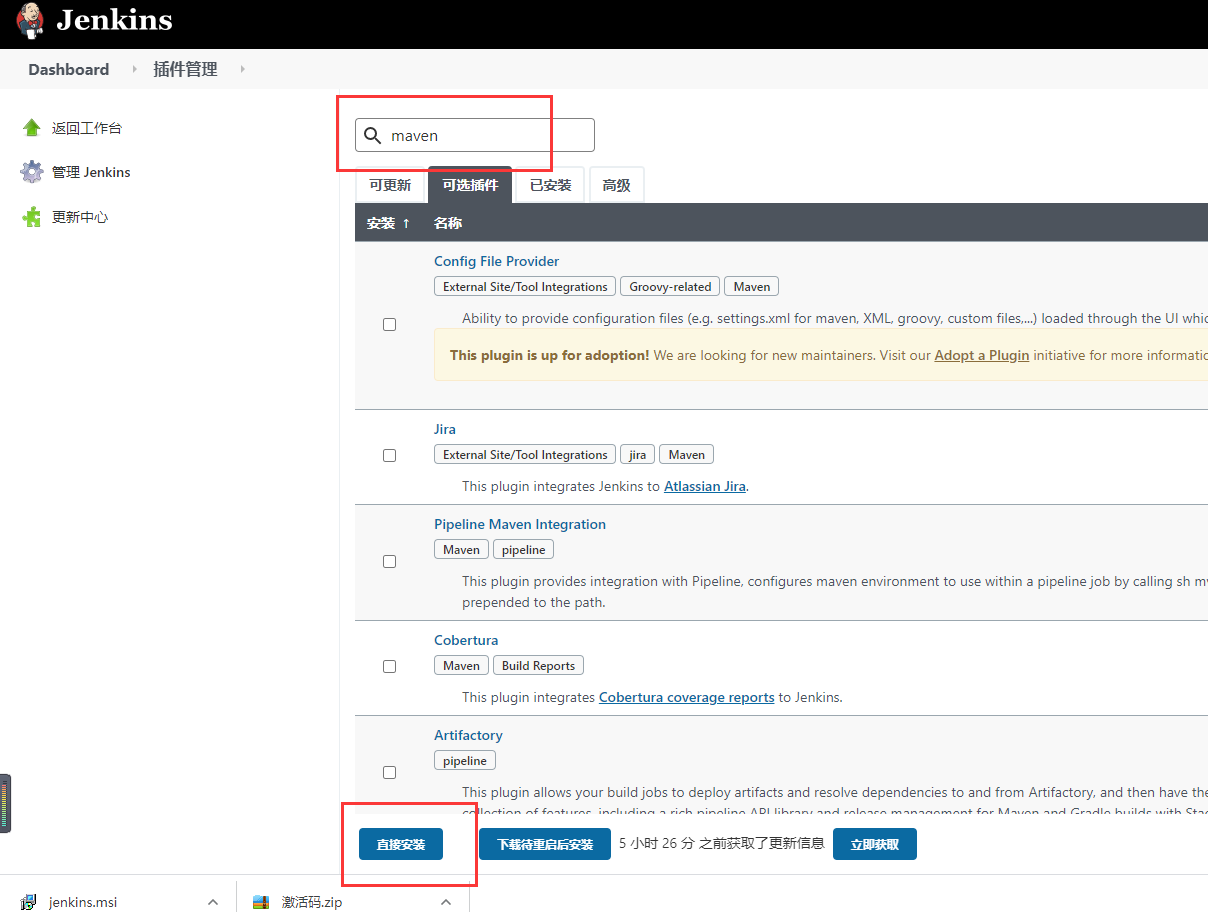 Jenkins
Dashboard
插件管理
返回工作台
管理 Jenkins
更新中心
maven
可更新
可选插件
已安装
高级
安装 ↑
名称
Config File Provider
External Site/Tool Integrations
Groovy-related
Maven
Ability to provide configuration files (e.g. settings.xml for maven, XML, groovy, custom files,...) loaded through the UI
This plugin is up for adoption! We are looking for new maintainers. Visit our Adopt a Plugin initiative for more
Jira
External Site/Tool Integrations
jira
Maven
This plugin integrates Jenkins to Atlassian Jira.
Pipeline Maven Integration
Maven
pipeline
This plugin provides integration with Pipeline, configures maven environment to use within a pipeline job by calling sh
prepended to the path.
Cobertura
Maven
Build Reports
This plugin integrates Cobertura coverage reports to Jenkins.
Artifactory
pipeline
This plugin allows your build jobs to deploy artifacts and resolve dependencies to and from Artifactory, and then have
collection of features, including a rich pipeline API library and release management for Maven and Gradle builds with
直接安装
下载待重启后安装
5 小时 26 分 之前获取了更新信息
立即获取
jenkins.msi
激活码.zip